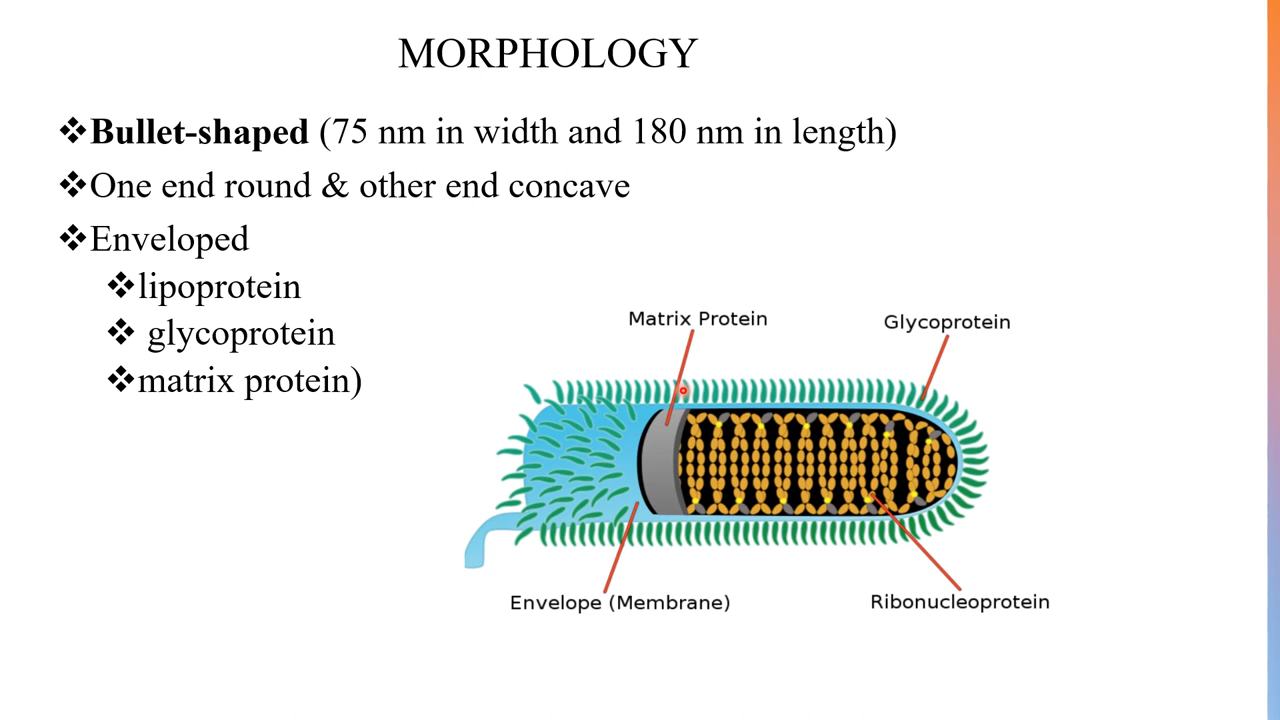 MORPHOLOGY
❖Bullet-shaped (75 nm in width and 180 nm in length)
❖One end round & other end concave
❖Enveloped
❖lipoprotein
❖ glycoprotein
❖matrix protein)
Matrix Protein
Glycoprotein
Envelope (Membrane)
Ribonucleoprotein